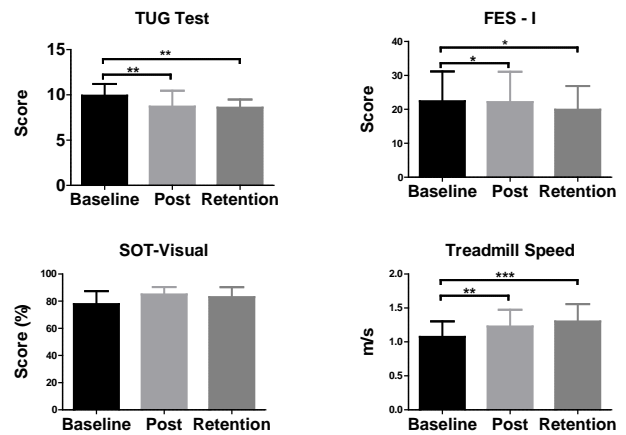 TUG Test
15
10
5
0
Score
**
**
Baseline Post Retention
FES - I
40
30
20
10
0
Score
*
*
Baseline Post Retention
SOT-Visual
100
80
60
40
20
0
Score (%)
Baseline Post Retention
Treadmill Speed
2.0
1.5
1.0
0.5
0.0
m/s
***
**
Baseline Post Retention